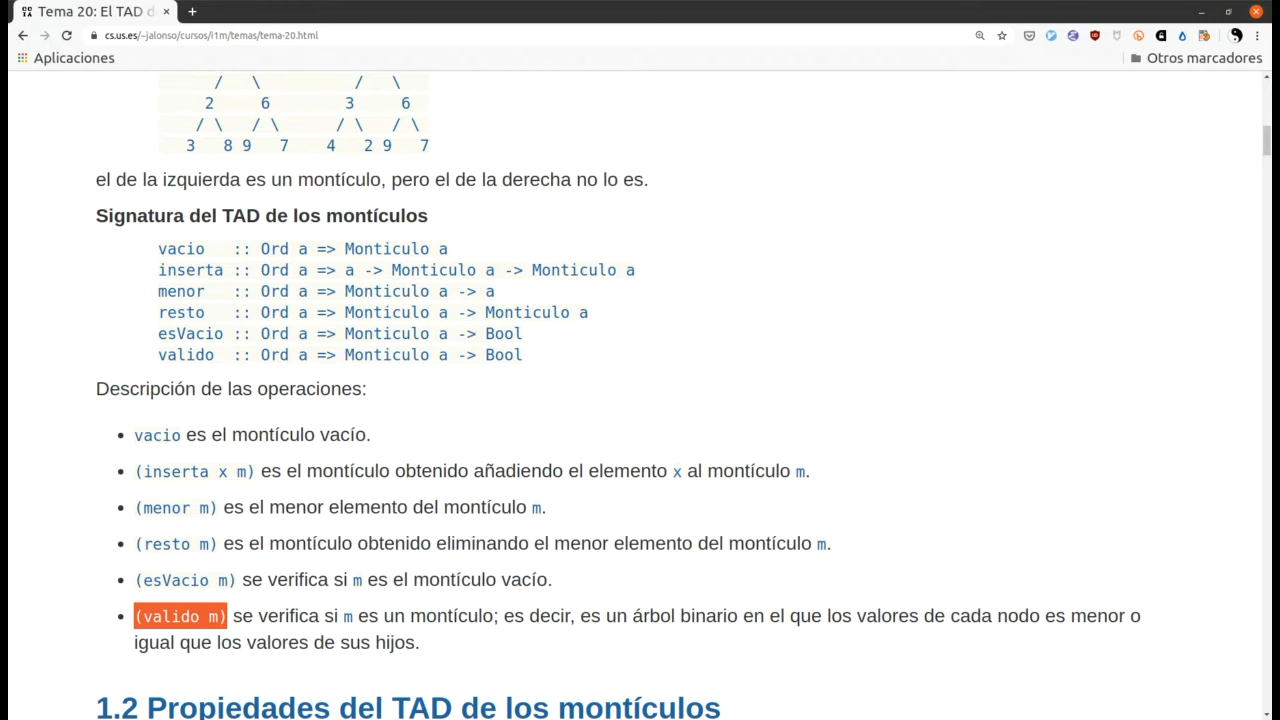 Tema 20: El TAD d
cs.us.es/~jalonso/cursos/i1m/temas/tema-20.html
Aplicaciones
Otros marcadores
/ \ / \
2 6 3 6
/ \ / \ / \ / \
3 8 9 7 4 2 9 7
el de la izquierda es un montículo, pero el de la derecha no lo es.
Signatura del TAD de los montículos
vacio :: Ord a => Monticulo a
inserta :: Ord a => a -> Monticulo a -> Monticulo a
menor :: Ord a => Monticulo a -> a
resto :: Ord a => Monticulo a -> Monticulo a
esVacio :: Ord a => Monticulo a -> Bool
valido :: Ord a => Monticulo a -> Bool
Descripción de las operaciones:
• vacio es el montículo vacío.
• (inserta x m) es el montículo obtenido añadiendo el elemento x al montículo m.
• (menor m) es el menor elemento del montículo m.
• (resto m) es el montículo obtenido eliminando el menor elemento del montículo m.
• (esVacio m) se verifica si m es el montículo vacío.
• (valido m) se verifica si m es un montículo; es decir, es un árbol binario en el que los valores de cada nodo es menor o
igual que los valores de sus hijos.
1.2 Propiedades del TAD de los montículos